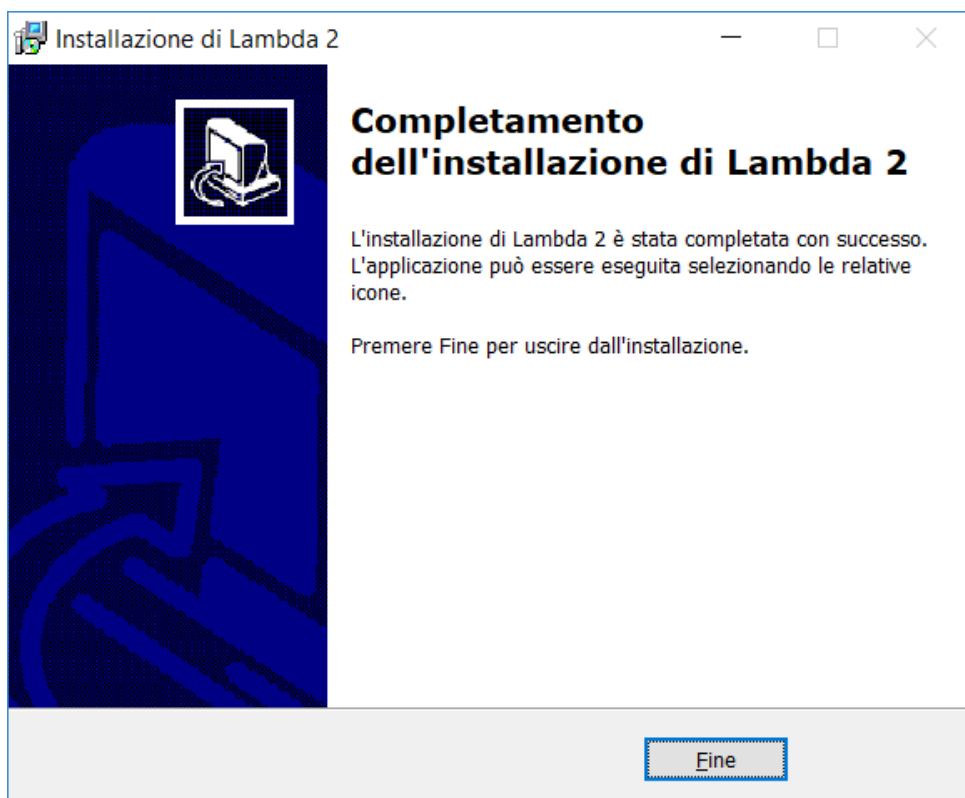 Installazione di Lambda 2
Completamento
dell'installazione di Lambda 2
L'installazione di Lambda 2 è stata completata con successo.
L'applicazione può essere eseguita selezionando le relative
icone.
Premere Fine per uscire dall'installazione.
Fine